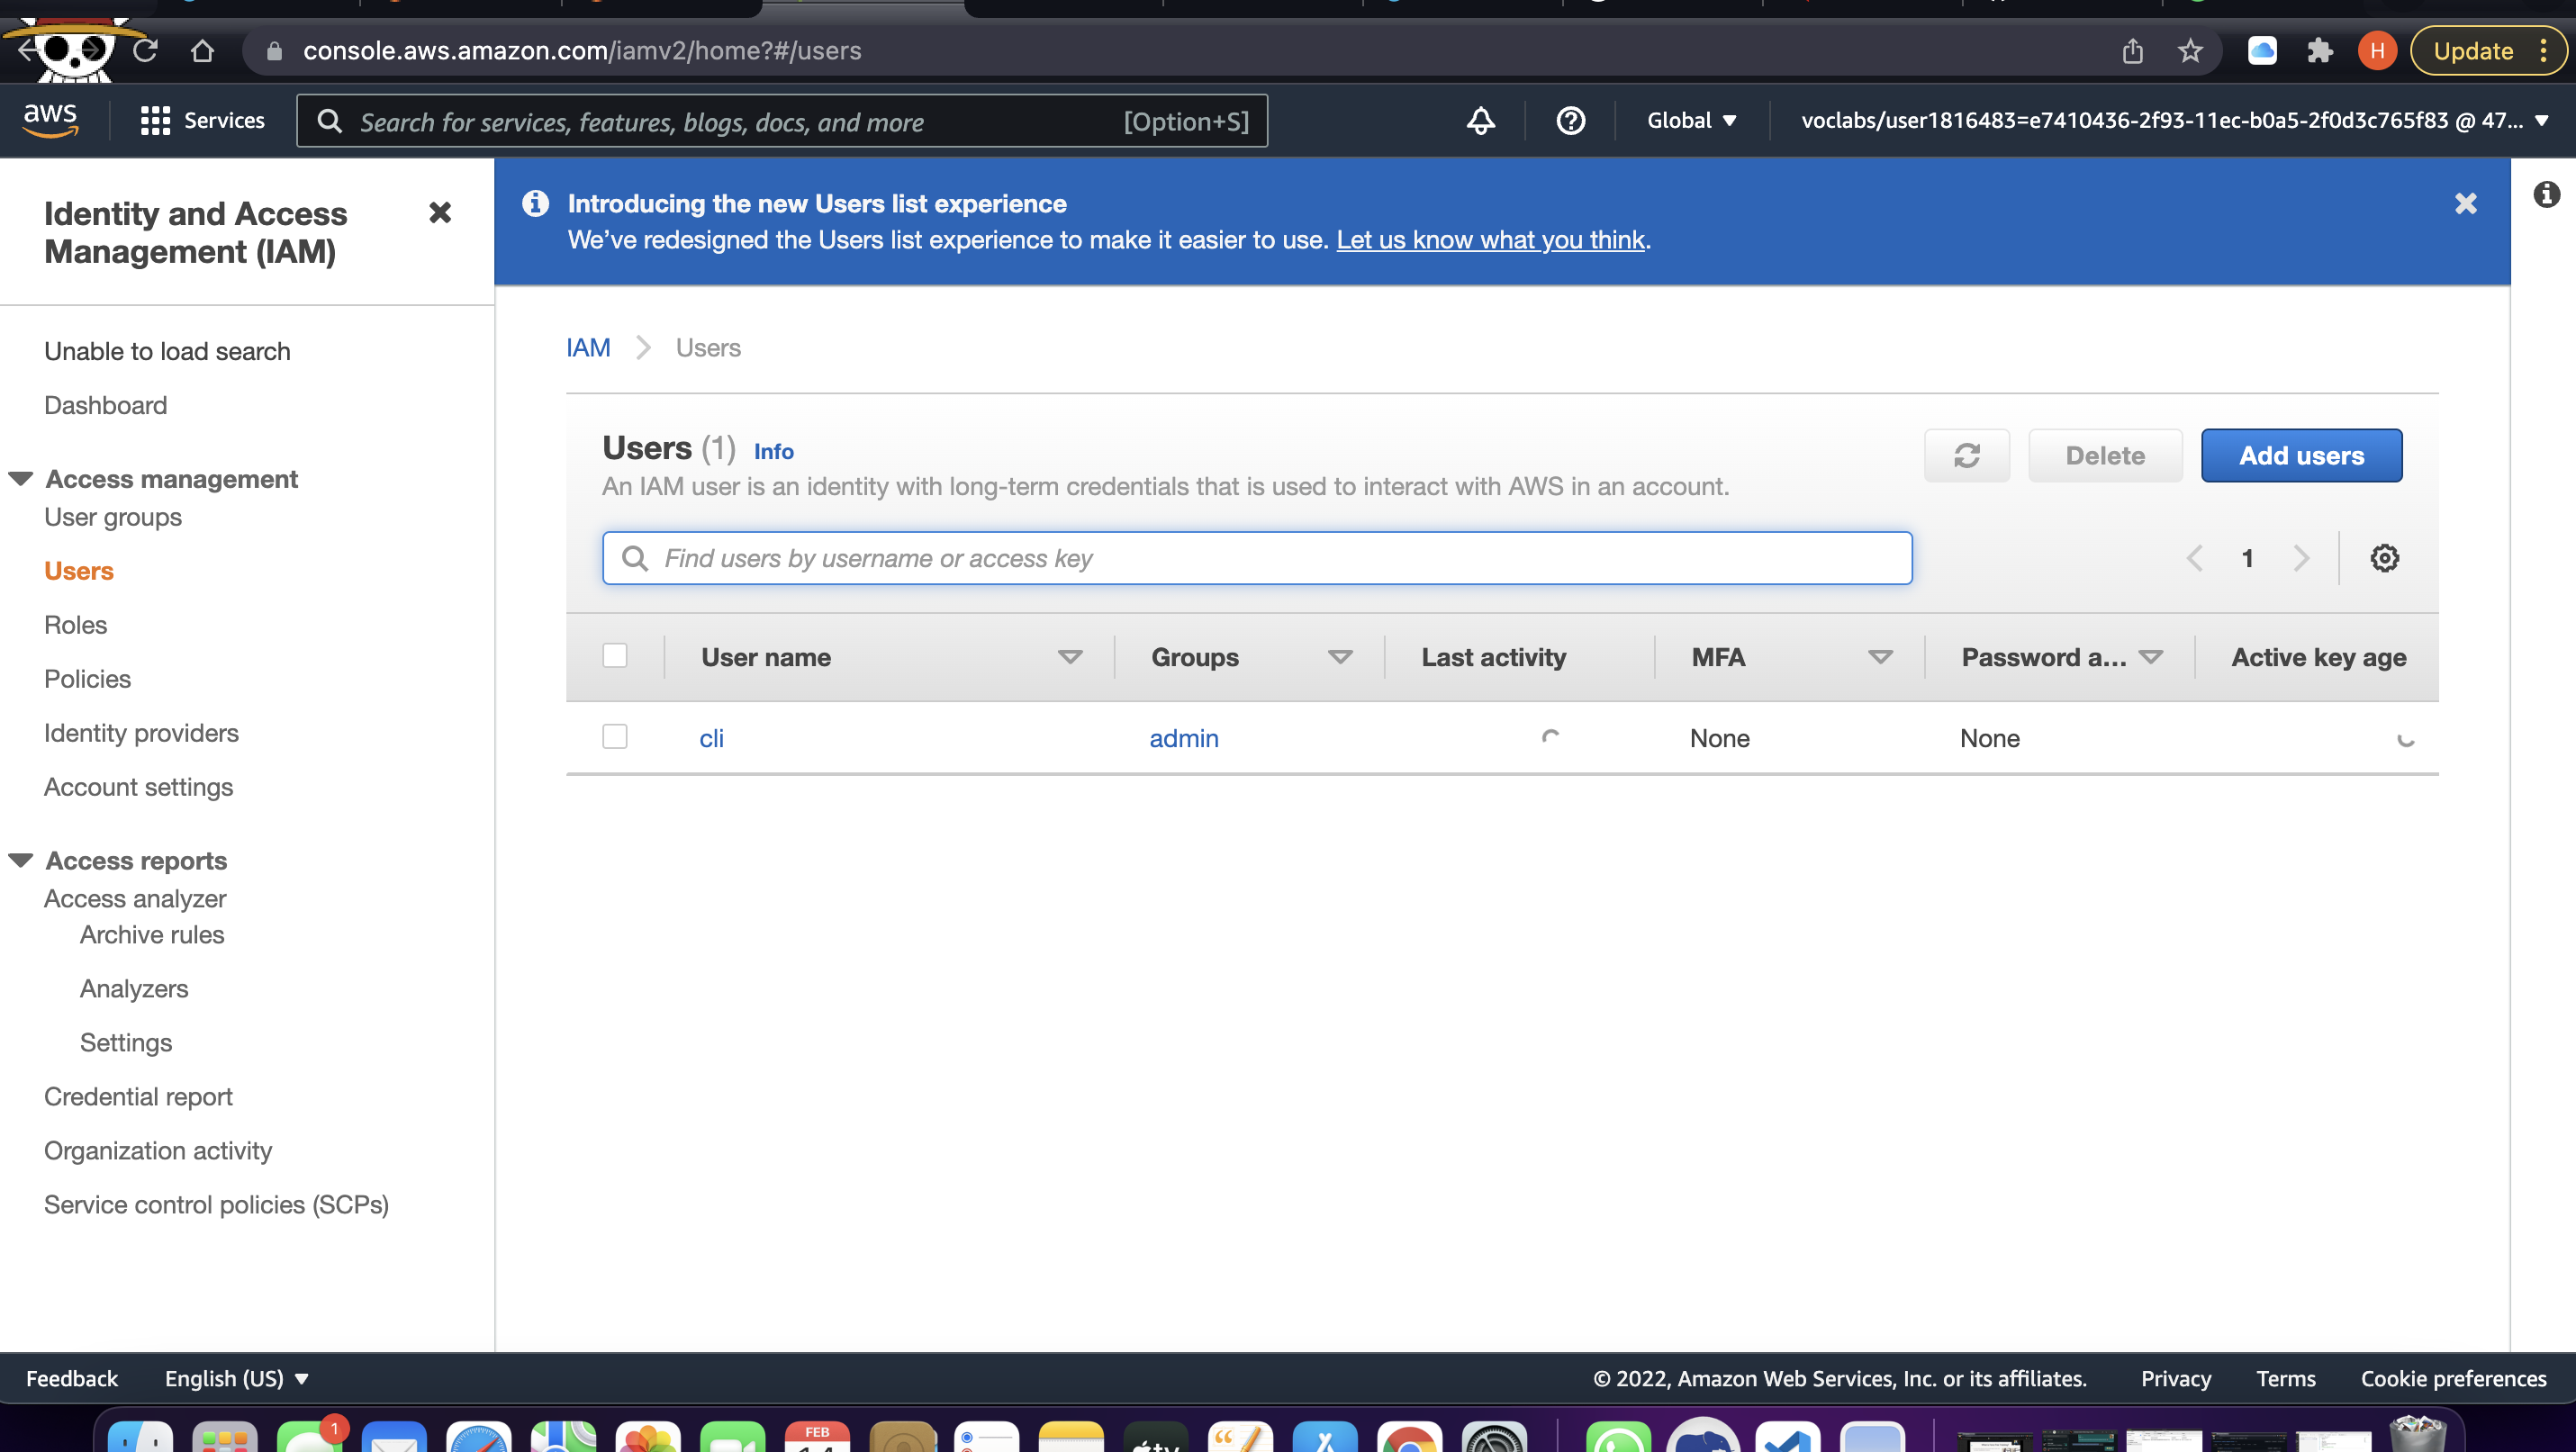 console.aws.amazon.com/iamv2/home?#/users
H
Update
aws
Services
Search for services, features, blogs, docs, and more
[Option+S]
Global
voclabs/user1816483=e7410436-2f93-11ec-b0a5-2f0d3c765f83 @ 47...
Identity and Access
Management (IAM)
Introducing the new Users list experience
We've redesigned the Users list experience to make it easier to use. Let us know what you think.
Unable to load search
Dashboard
Access management
User groups
Users
Roles
Policies
Identity providers
Account settings
Access reports
Access analyzer
Archive rules
Analyzers
Settings
Credential report
Organization activity
Service control policies (SCPs)
IAM
Users
Users (1) Info
An IAM user is an identity with long-term credentials that is used to interact with AWS in an account.
Delete
Add users
Find users by username or access key
1
User name
Groups
Last activity
MFA
Password a...
Active key age
cli
admin
None
None
Feedback
English (US)
© 2022, Amazon Web Services, Inc. or its affiliates.
Privacy
Terms
Cookie preferences
1
FEB